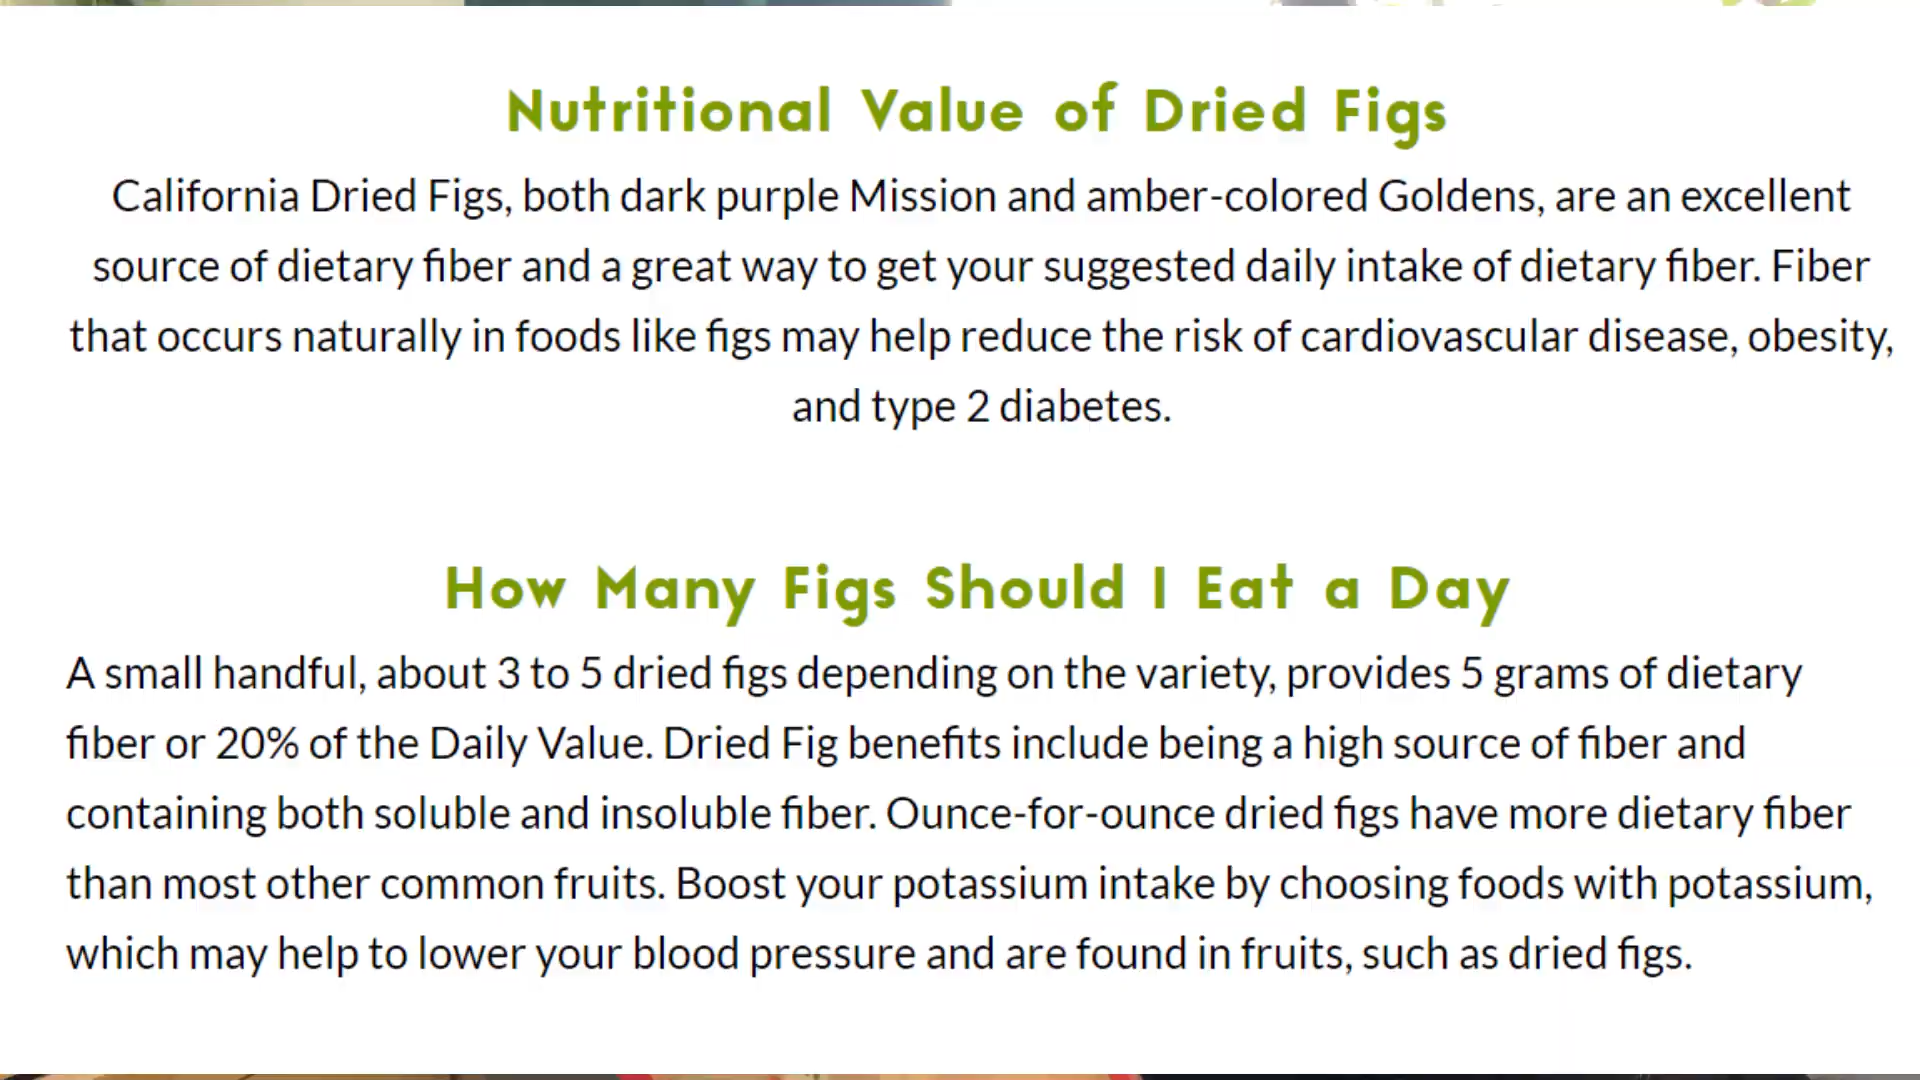 Nutritional Value of Dried Figs
California Dried Figs, both dark purple Mission and amber-colored Goldens, are an excellent
source of dietary fiber and a great way to get your suggested daily intake of dietary fiber. Fiber
that occurs naturally in foods like figs may help reduce the risk of cardiovascular disease, obesity,
and type 2 diabetes.
How Many Figs Should I Eat a Day
A small handful, about 3 to 5 dried figs depending on the variety, provides 5 grams of dietary
fiber or 20% of the Daily Value. Dried Fig benefits include being a high source of fiber and
containing both soluble and insoluble fiber. Ounce-for-ounce dried figs have more dietary fiber
than most other common fruits. Boost your potassium intake by choosing foods with potassium,
which may help to lower your blood pressure and are found in fruits, such as dried figs.